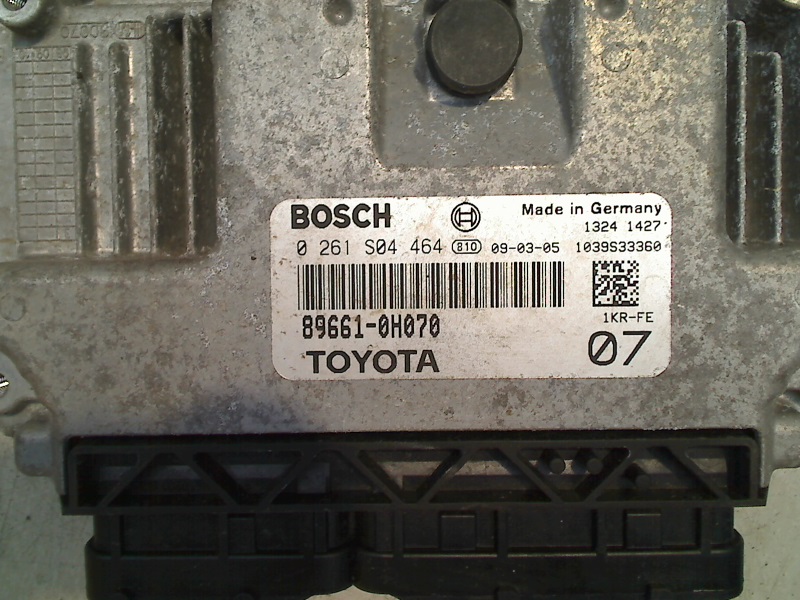 BOSCH Made in Germany
1324 1427
0 261 S04 464 810 09-03-05 1039S33360
89661-0H070
1KR-FE
TOYOTA
07